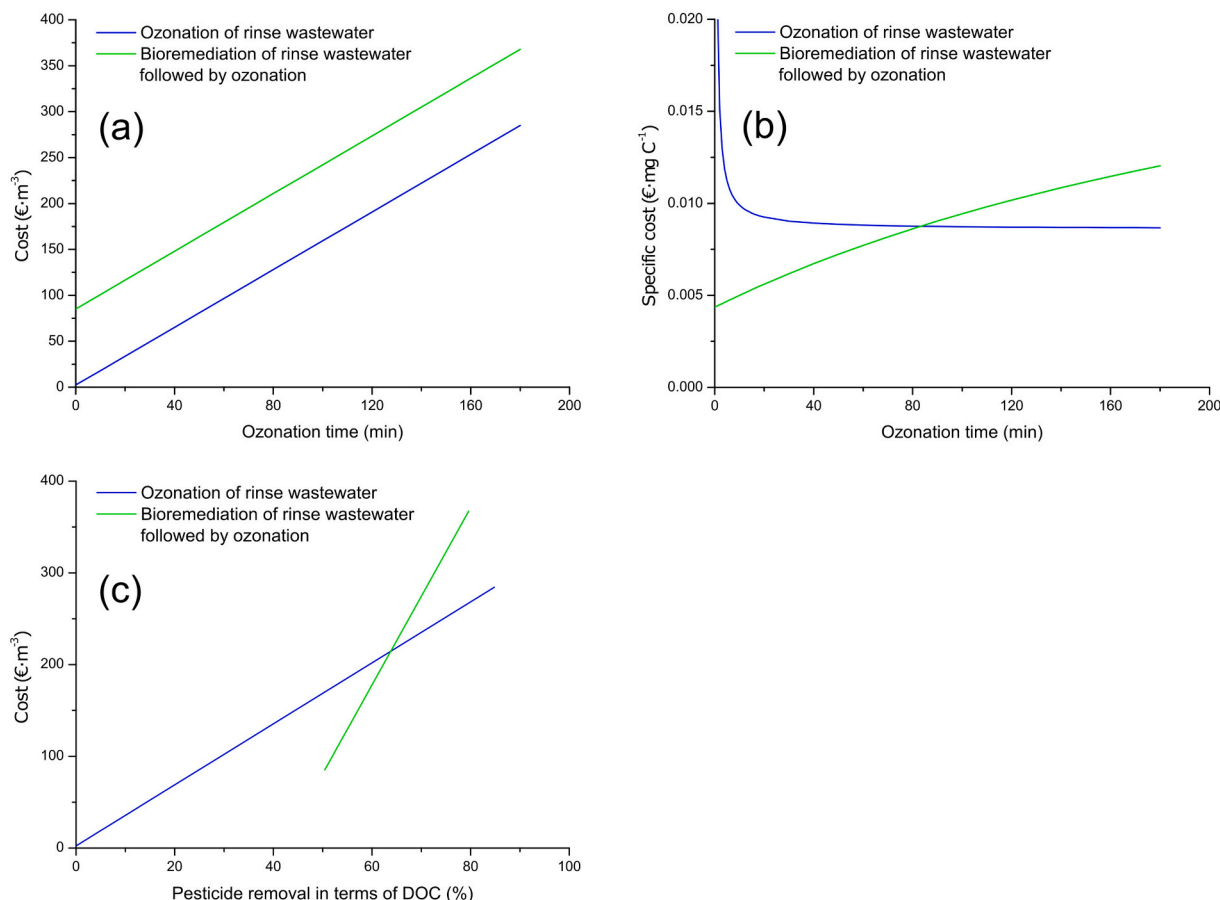 400
350
300
250
200
150
100
50
0
Cost (€·m⁻³)
Ozonation of rinse wastewater
Bioremediation of rinse wastewater
followed by ozonation
(a)
0 40 80 120 160 200
Ozonation time (min)
0.020
0.015
0.010
0.005
0.000
Specific cost (€·mg C⁻¹)
Ozonation of rinse wastewater
Bioremediation of rinse wastewater
followed by ozonation
(b)
0 40 80 120 160 200
Ozonation time (min)
400
300
200
100
0
Cost (€·m⁻³)
Ozonation of rinse wastewater
Bioremediation of rinse wastewater
followed by ozonation
(c)
0 20 40 60 80 100
Pesticide removal in terms of DOC (%)